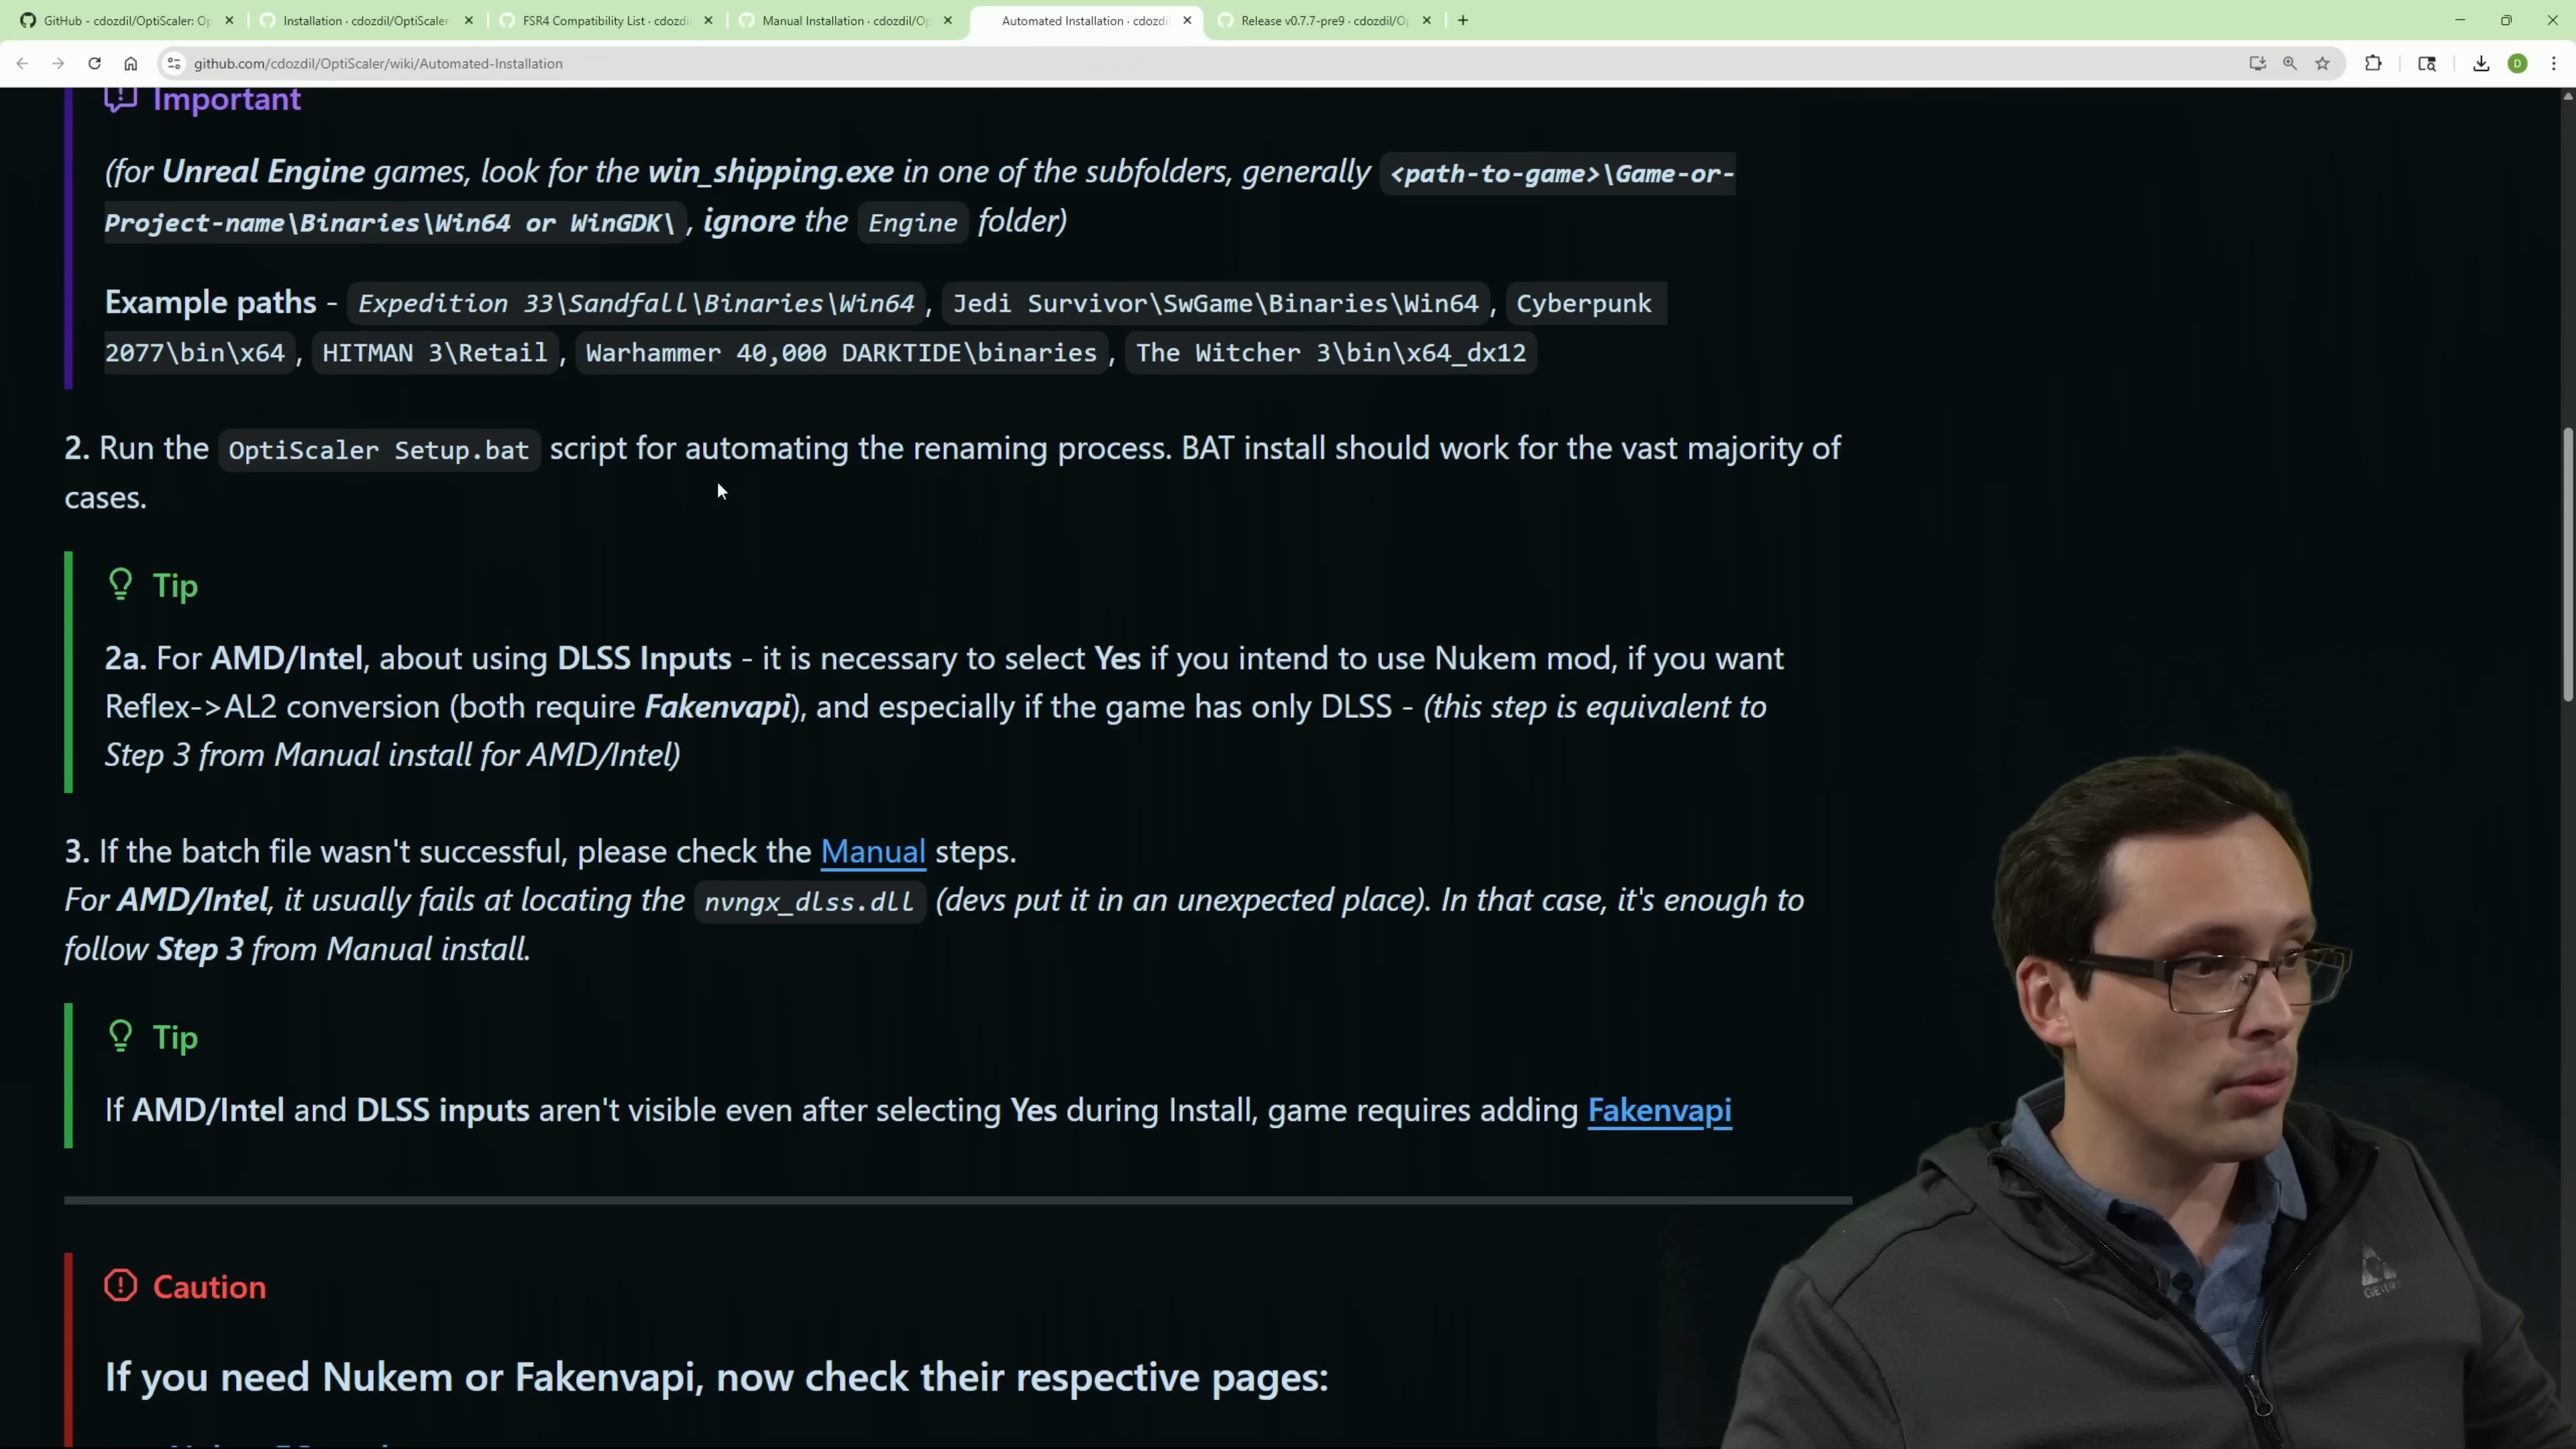 GitHub - cdozdil/OptiScaler: Op
Installation · cdozdil/OptiScaler
FSR4 Compatibility List · cdozdi
Manual Installation · cdozdil/Op
Automated Installation · cdozdi
Release v0.7.7-pre9 · cdozdil/Op
github.com/cdozdil/OptiScaler/wiki/Automated-Installation
D
Important
(for Unreal Engine games, look for the win_shipping.exe in one of the subfolders, generally <path-to-game>\Game-or-
Project-name\Binaries\Win64 or WinGDK\ , ignore the Engine folder)
Example paths - Expedition 33\Sandfall\Binaries\Win64 , Jedi Survivor\SwGame\Binaries\Win64 , Cyberpunk
2077\bin\x64 , HITMAN 3\Retail , Warhammer 40,000 DARKTIDE\binaries , The Witcher 3\bin\x64_dx12
2. Run the OptiScaler Setup.bat script for automating the renaming process. BAT install should work for the vast majority of
cases.
Tip
2a. For AMD/Intel, about using DLSS Inputs - it is necessary to select Yes if you intend to use Nukem mod, if you want
Reflex->AL2 conversion (both require Fakenvapi), and especially if the game has only DLSS - (this step is equivalent to
Step 3 from Manual install for AMD/Intel)
3. If the batch file wasn't successful, please check the Manual steps.
For AMD/Intel, it usually fails at locating the nvngx_dlss.dll (devs put it in an unexpected place). In that case, it's enough to
follow Step 3 from Manual install.
Tip
If AMD/Intel and DLSS inputs aren't visible even after selecting Yes during Install, game requires adding Fakenvapi
Caution
If you need Nukem or Fakenvapi, now check their respective pages: